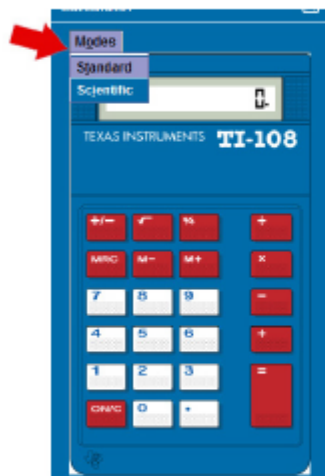 Modes
Standard
Scientific
0.
TEXAS INSTRUMENTS TI-108
+/− √ % ÷
MRC M− M+ ×
7 8 9 −
4 5 6 +
1 2 3 =
ON/C 0 .